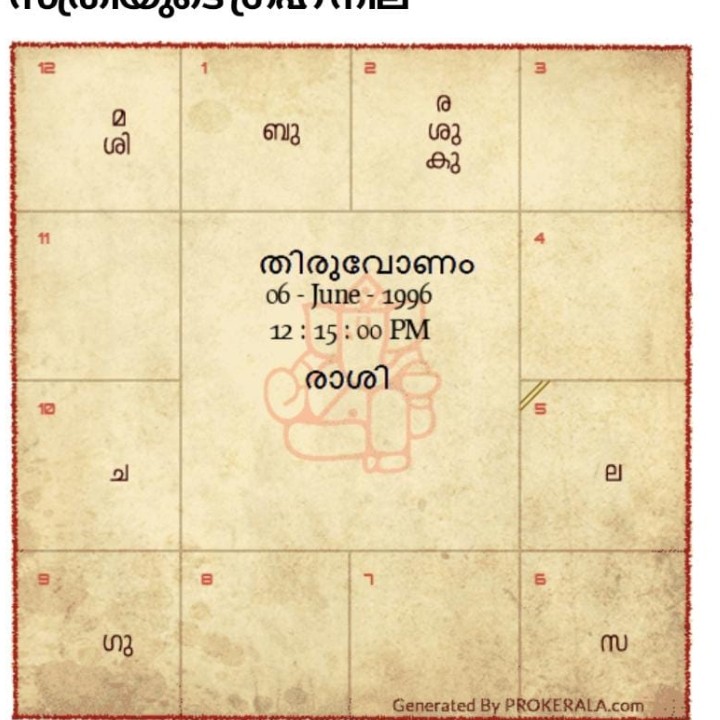 സ്ത്രീയുടെ ഗ്രഹനില
12
1
2
3
മ
ശി
ബു
ര
ശു
കു
11
4
തിരുവോണം
06 - June - 1996
12 : 15 : 00 PM
രാശി
10
5
ച
ല
9
8
7
6
ഗു
സ
Generated By PROKERALA.com